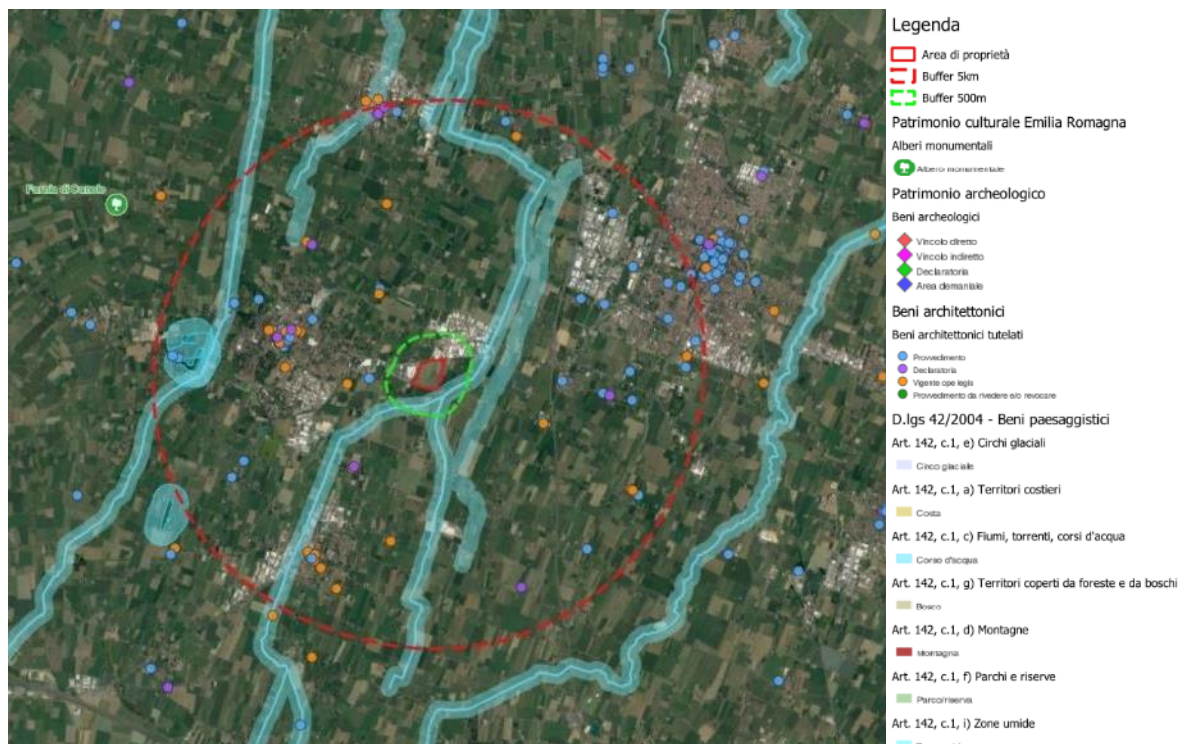 Legenda
Area di proprietà
Buffer 5km
Buffer 500m
Patrimonio culturale Emilia Romagna
Alberi monumentali
Albero monumentale
Patrimonio archeologico
Beni archeologici
Vincolo diretto
Vincolo indiretto
Declaratoria
Area demaniale
Beni architettonici
Beni architettonici tutelati
Provvedimento
Declaratoria
Vigente ope legis
Provvedimento da rivedere e/o revocare
D.lgs 42/2004 - Beni paesaggistici
Art. 142, c.1, e) Circhi glaciali
Circo glaciale
Art. 142, c.1, a) Territori costieri
Costa
Art. 142, c.1, c) Fiumi, torrenti, corsi d'acqua
Corso d'acqua
Art. 142, c.1, g) Territori coperti da foreste e da boschi
Bosco
Art. 142, c.1, d) Montagne
Montagna
Art. 142, c.1, f) Parchi e riserve
Parco/riserva
Art. 142, c.1, i) Zone umide